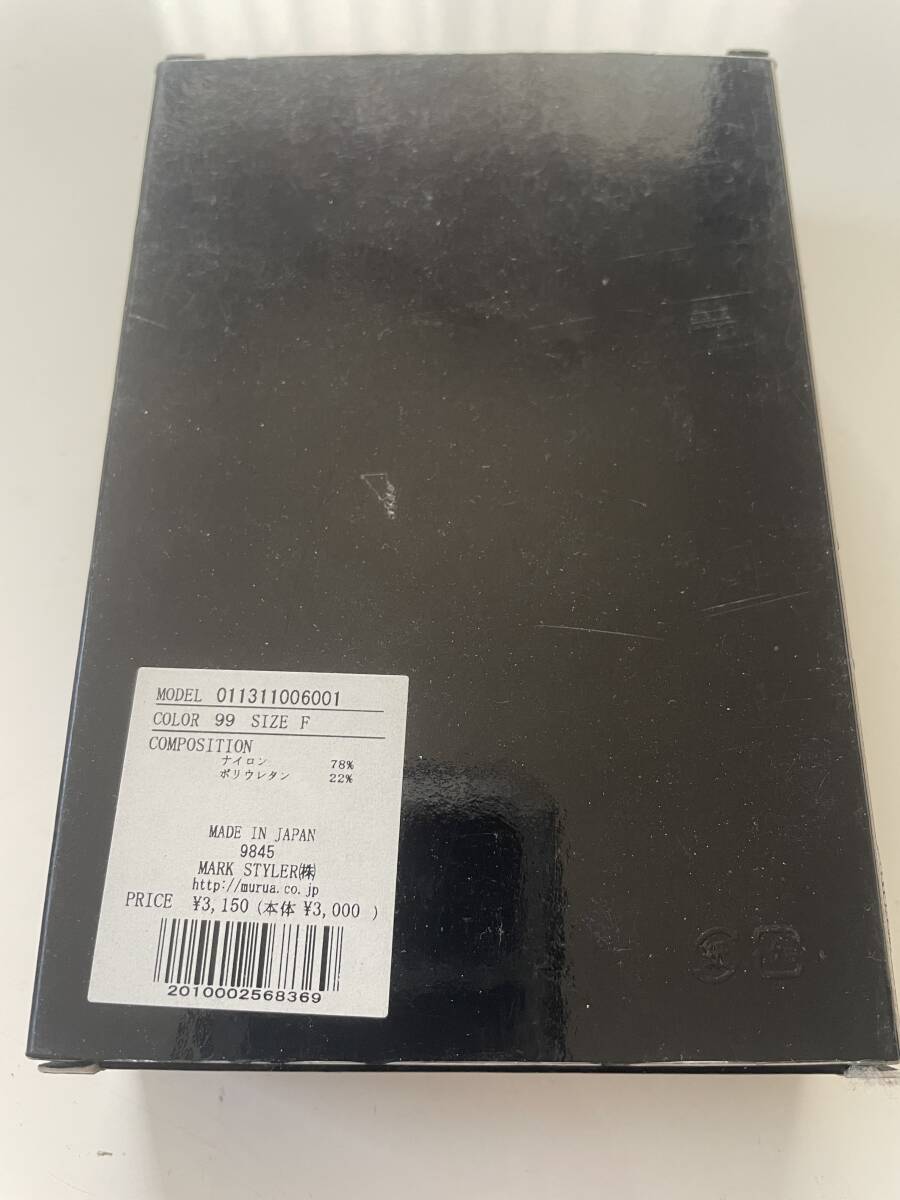 MODEL 011311006001
COLOR 99 SIZE F
COMPOSITION
ナイロン 78%
ポリウレタン 22%
MADE IN JAPAN
9845
MARK STYLER㈱
http://murua.co.jp
PRICE ¥3,150 (本体 ¥3,000 )
2010002568369